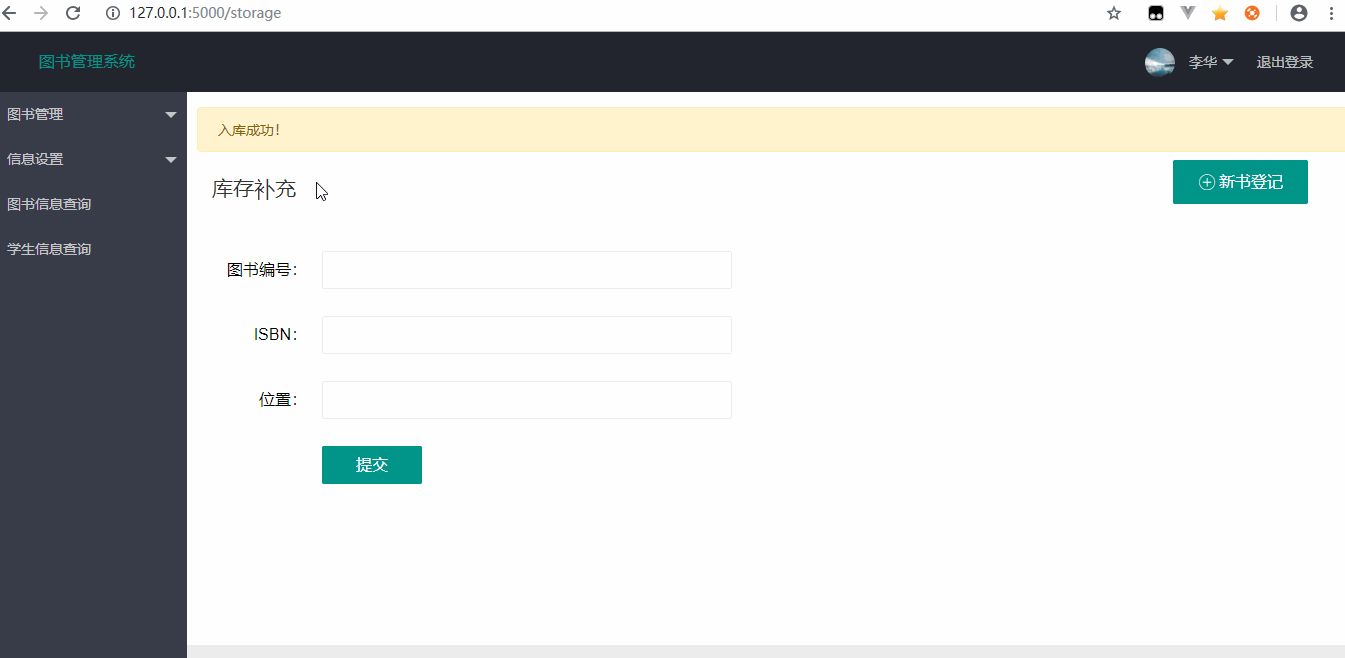 127.0.0.1:5000/storage
图书管理系统
李华
退出登录
图书管理
信息设置
图书信息查询
学生信息查询
入库成功！
库存补充
新书登记
图书编号：
ISBN：
位置：
提交